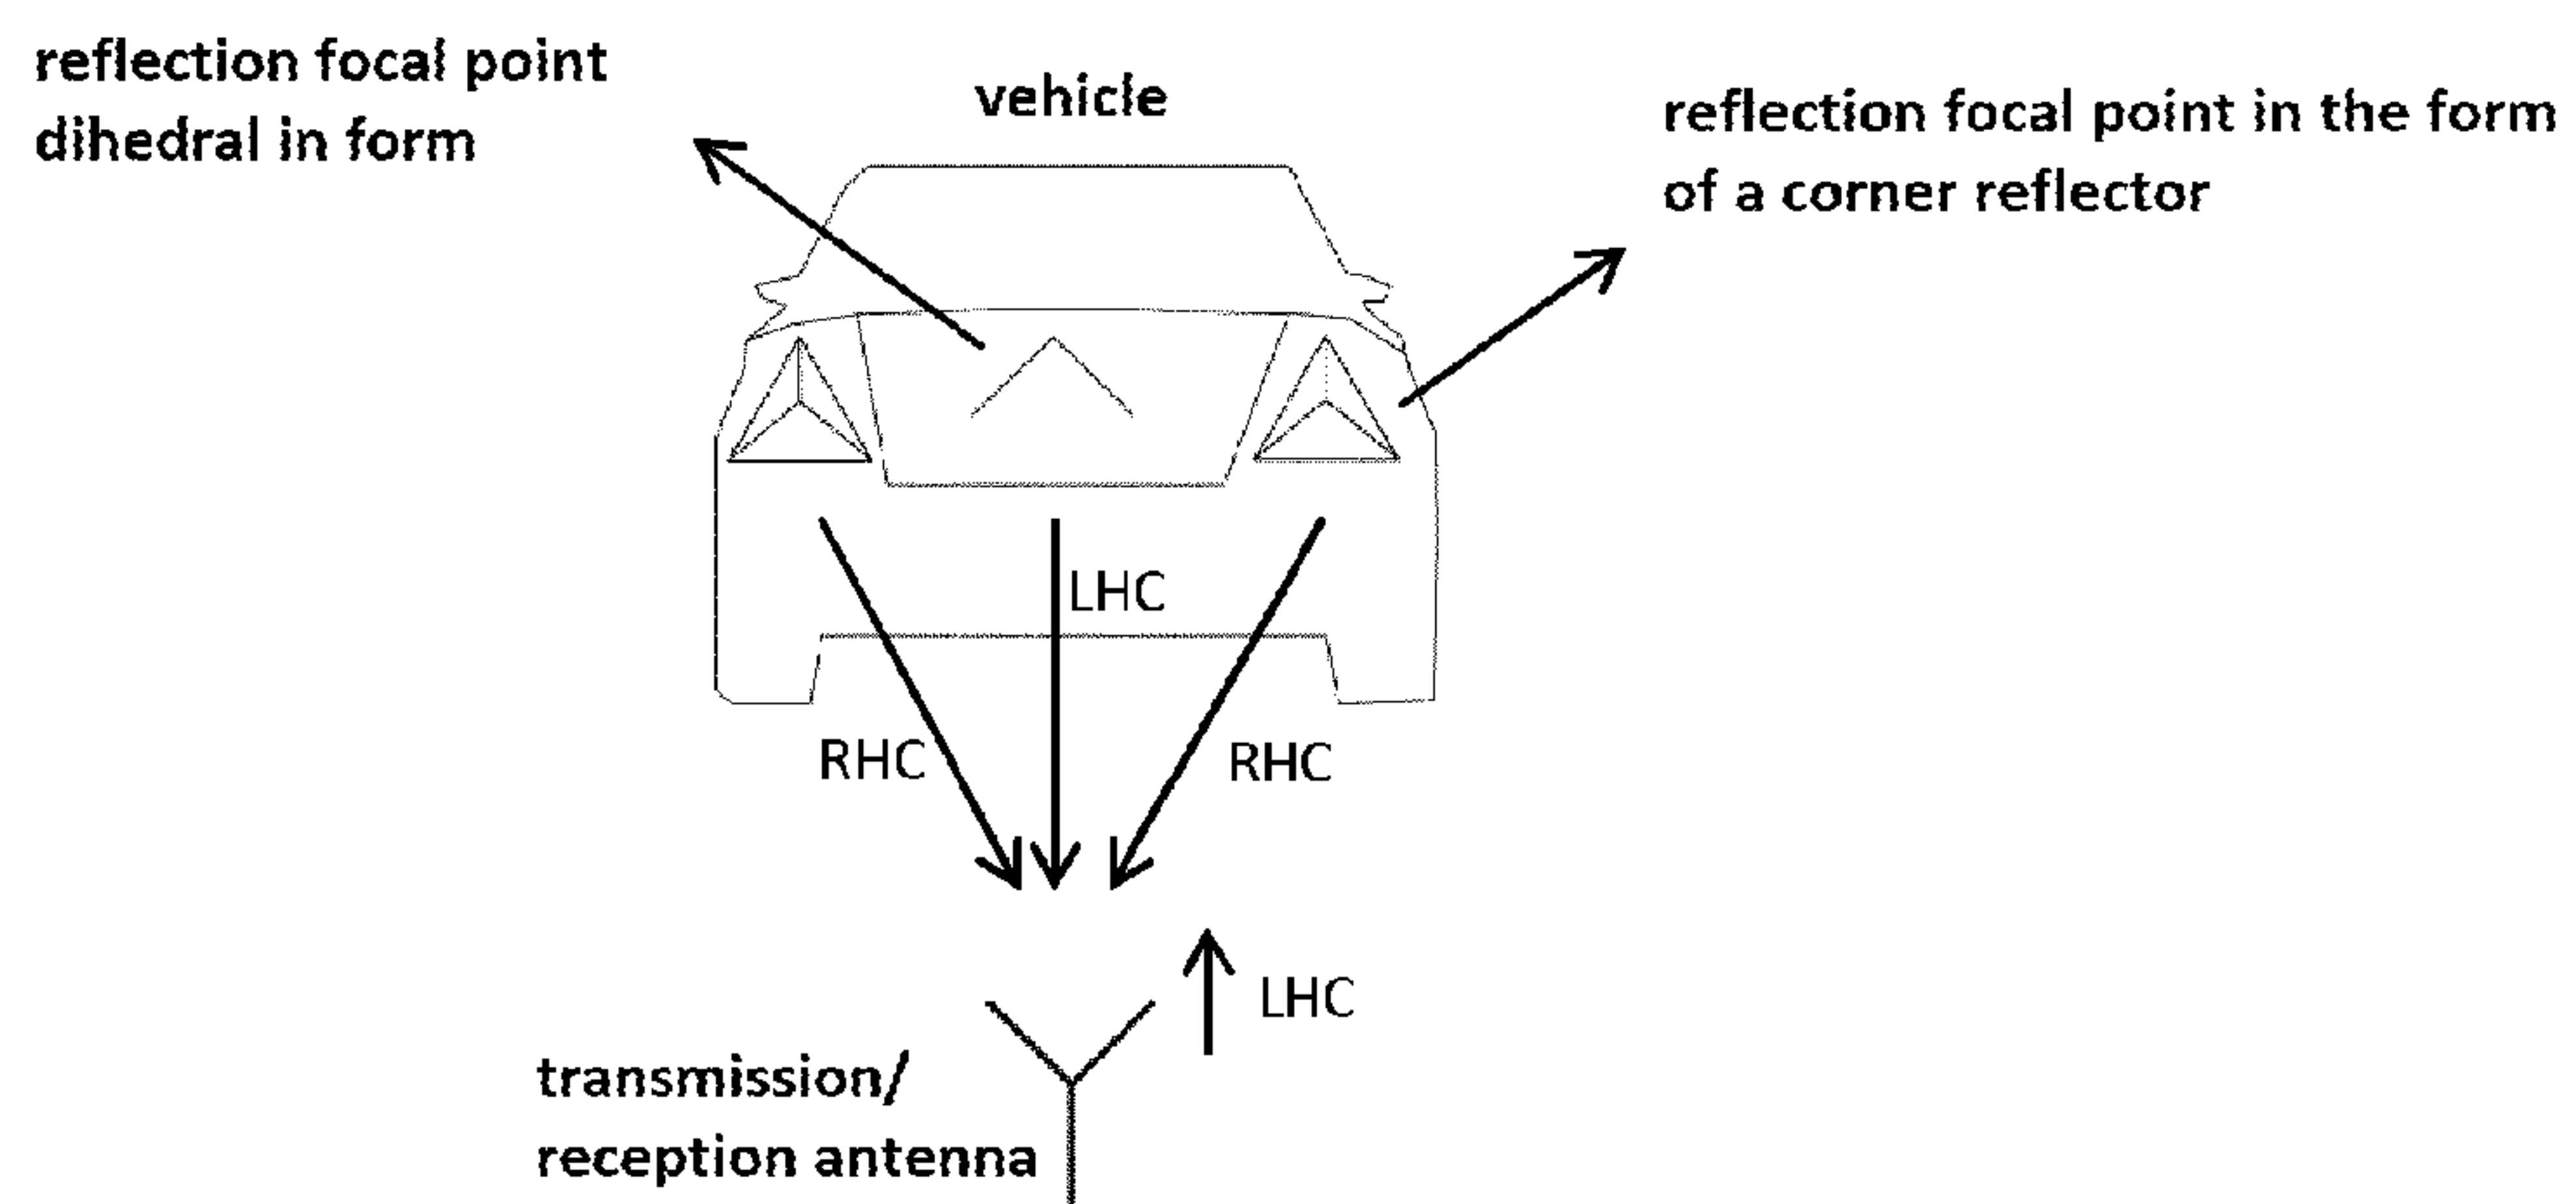 reflection focal point
dihedral in form
vehicle
reflection focal point in the form
of a corner reflector
LHC
RHC
RHC
LHC
transmission/
reception antenna